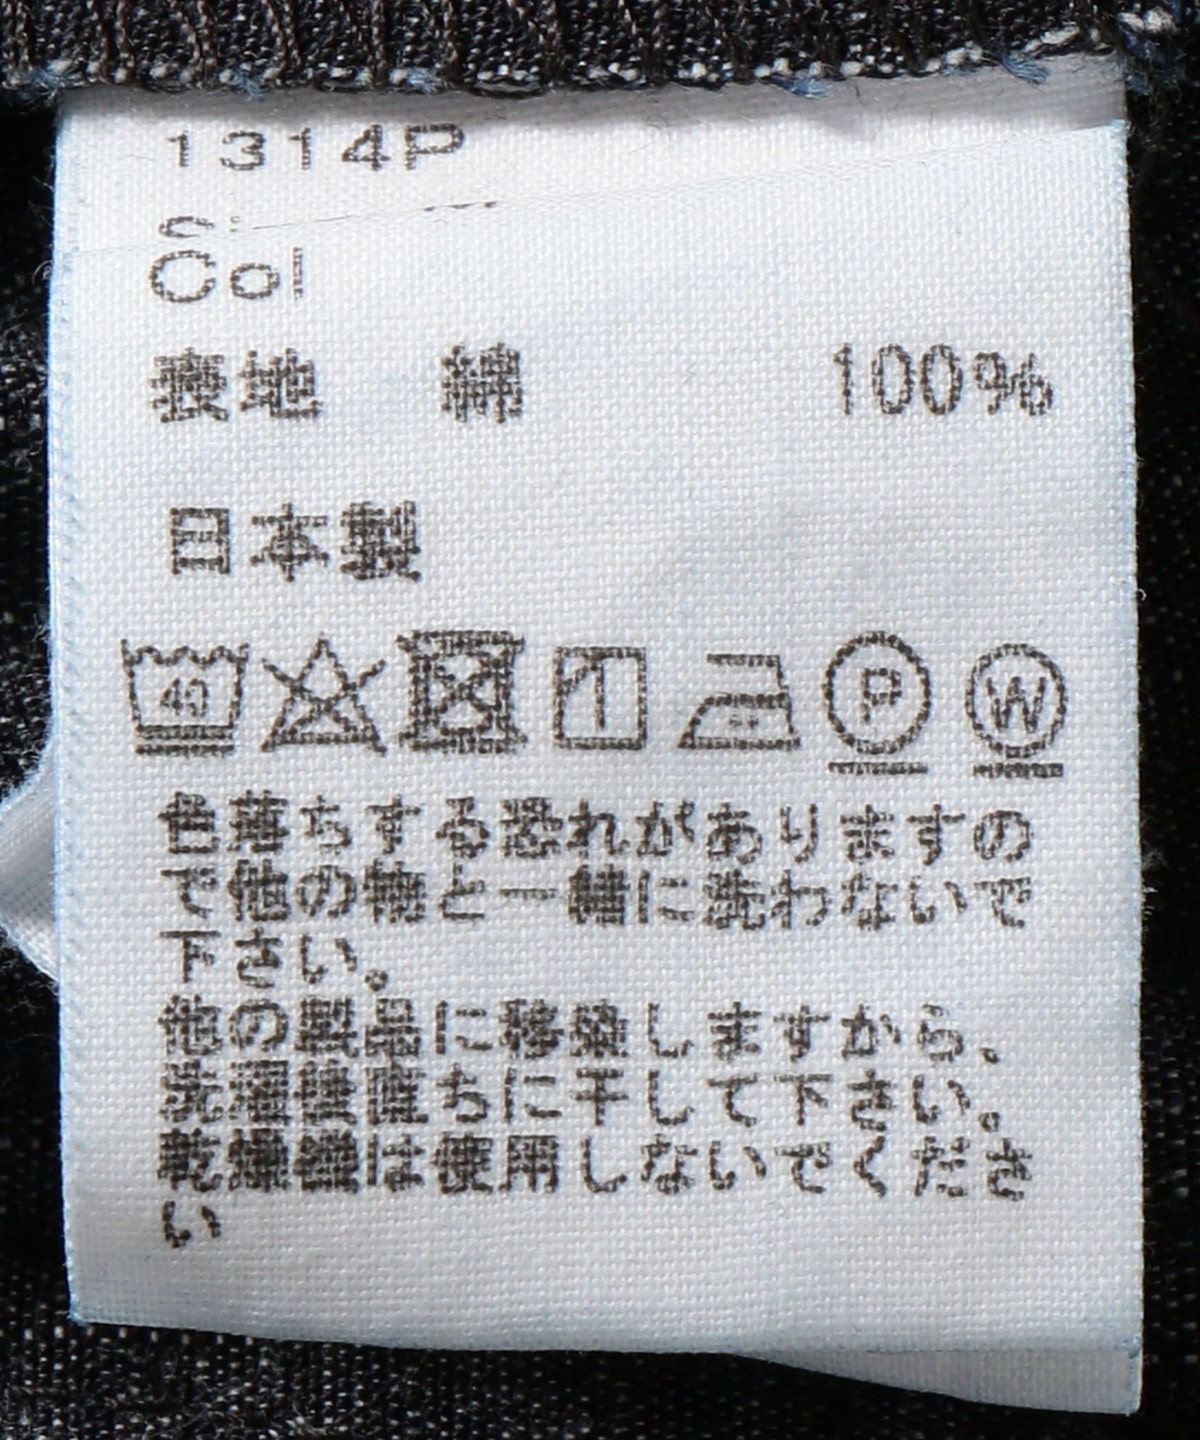 1314P
Col
表地 綿 100%
日本製
40
P W
色落ちする恐れがありますの
で他の物と一緒に洗わないで
下さい。
他の製品に移染しますから、
洗濯後直ちに干して下さい。
乾燥機は使用しないでくださ
い